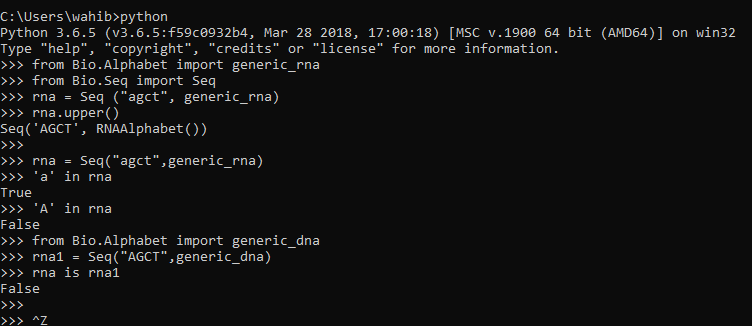 C:\Users\wahib>python
Python 3.6.5 (v3.6.5:f59c0932b4, Mar 28 2018, 17:00:18) [MSC v.1900 64 bit (AMD64)] on win32
Type "help", "copyright", "credits" or "license" for more information.
>>> from Bio.Alphabet import generic_rna
>>> from Bio.Seq import Seq
>>> rna = Seq ("agct", generic_rna)
>>> rna.upper()
Seq('AGCT', RNAAlphabet())
>>>
>>> rna = Seq("agct",generic_rna)
>>> 'a' in rna
True
>>> 'A' in rna
False
>>> from Bio.Alphabet import generic_dna
>>> rna1 = Seq("AGCT",generic_dna)
>>> rna is rna1
False
>>>
>>> ^Z